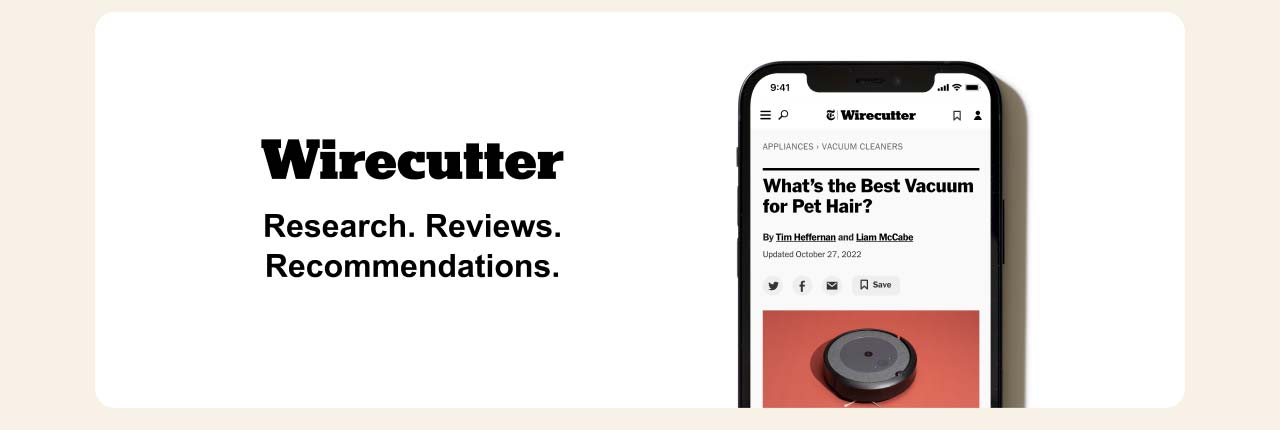 Wirecutter
Research. Reviews.
Recommendations.
9:41
Wirecutter
APPLIANCES › VACUUM CLEANERS
What’s the Best Vacuum
for Pet Hair?
By Tim Heffernan and Liam McCabe
Updated October 27, 2022
Save